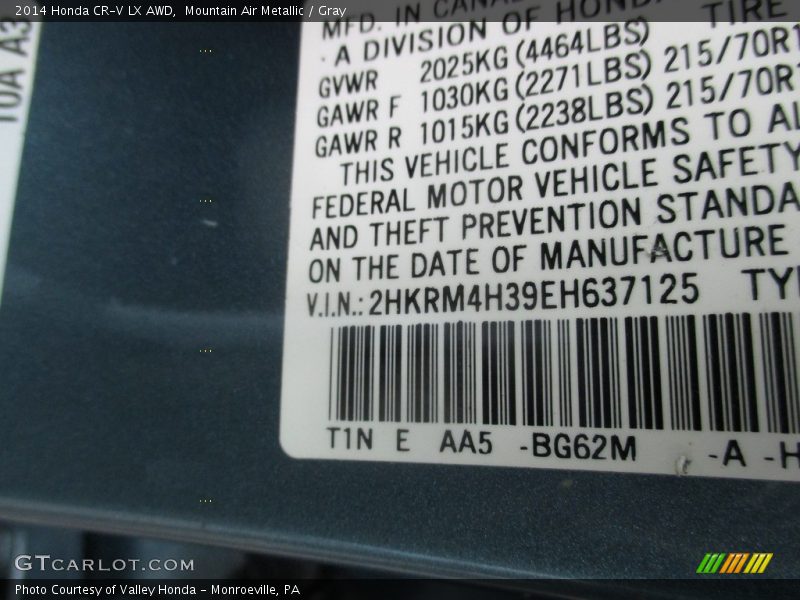 2014 Honda CR-V LX AWD, Mountain Air Metallic / Gray
10A A3
MFD. IN
· A DIVISION OF HONDA TIRE
GVWR 2025KG (4464LBS)
GAWR F 1030KG (2271LBS) 215/70R1
GAWR R 1015KG (2238LBS) 215/70R1
THIS VEHICLE CONFORMS TO
FEDERAL MOTOR VEHICLE SAFETY
AND THEFT PREVENTION STANDA
ON THE DATE OF MANUFACTURE
V.I.N.: 2HKRM4H39EH637125 TY
T1N E AA5 -BG62M -A -H
GTCARLOT.COM
Photo Courtesy of Valley Honda - Monroeville, PA